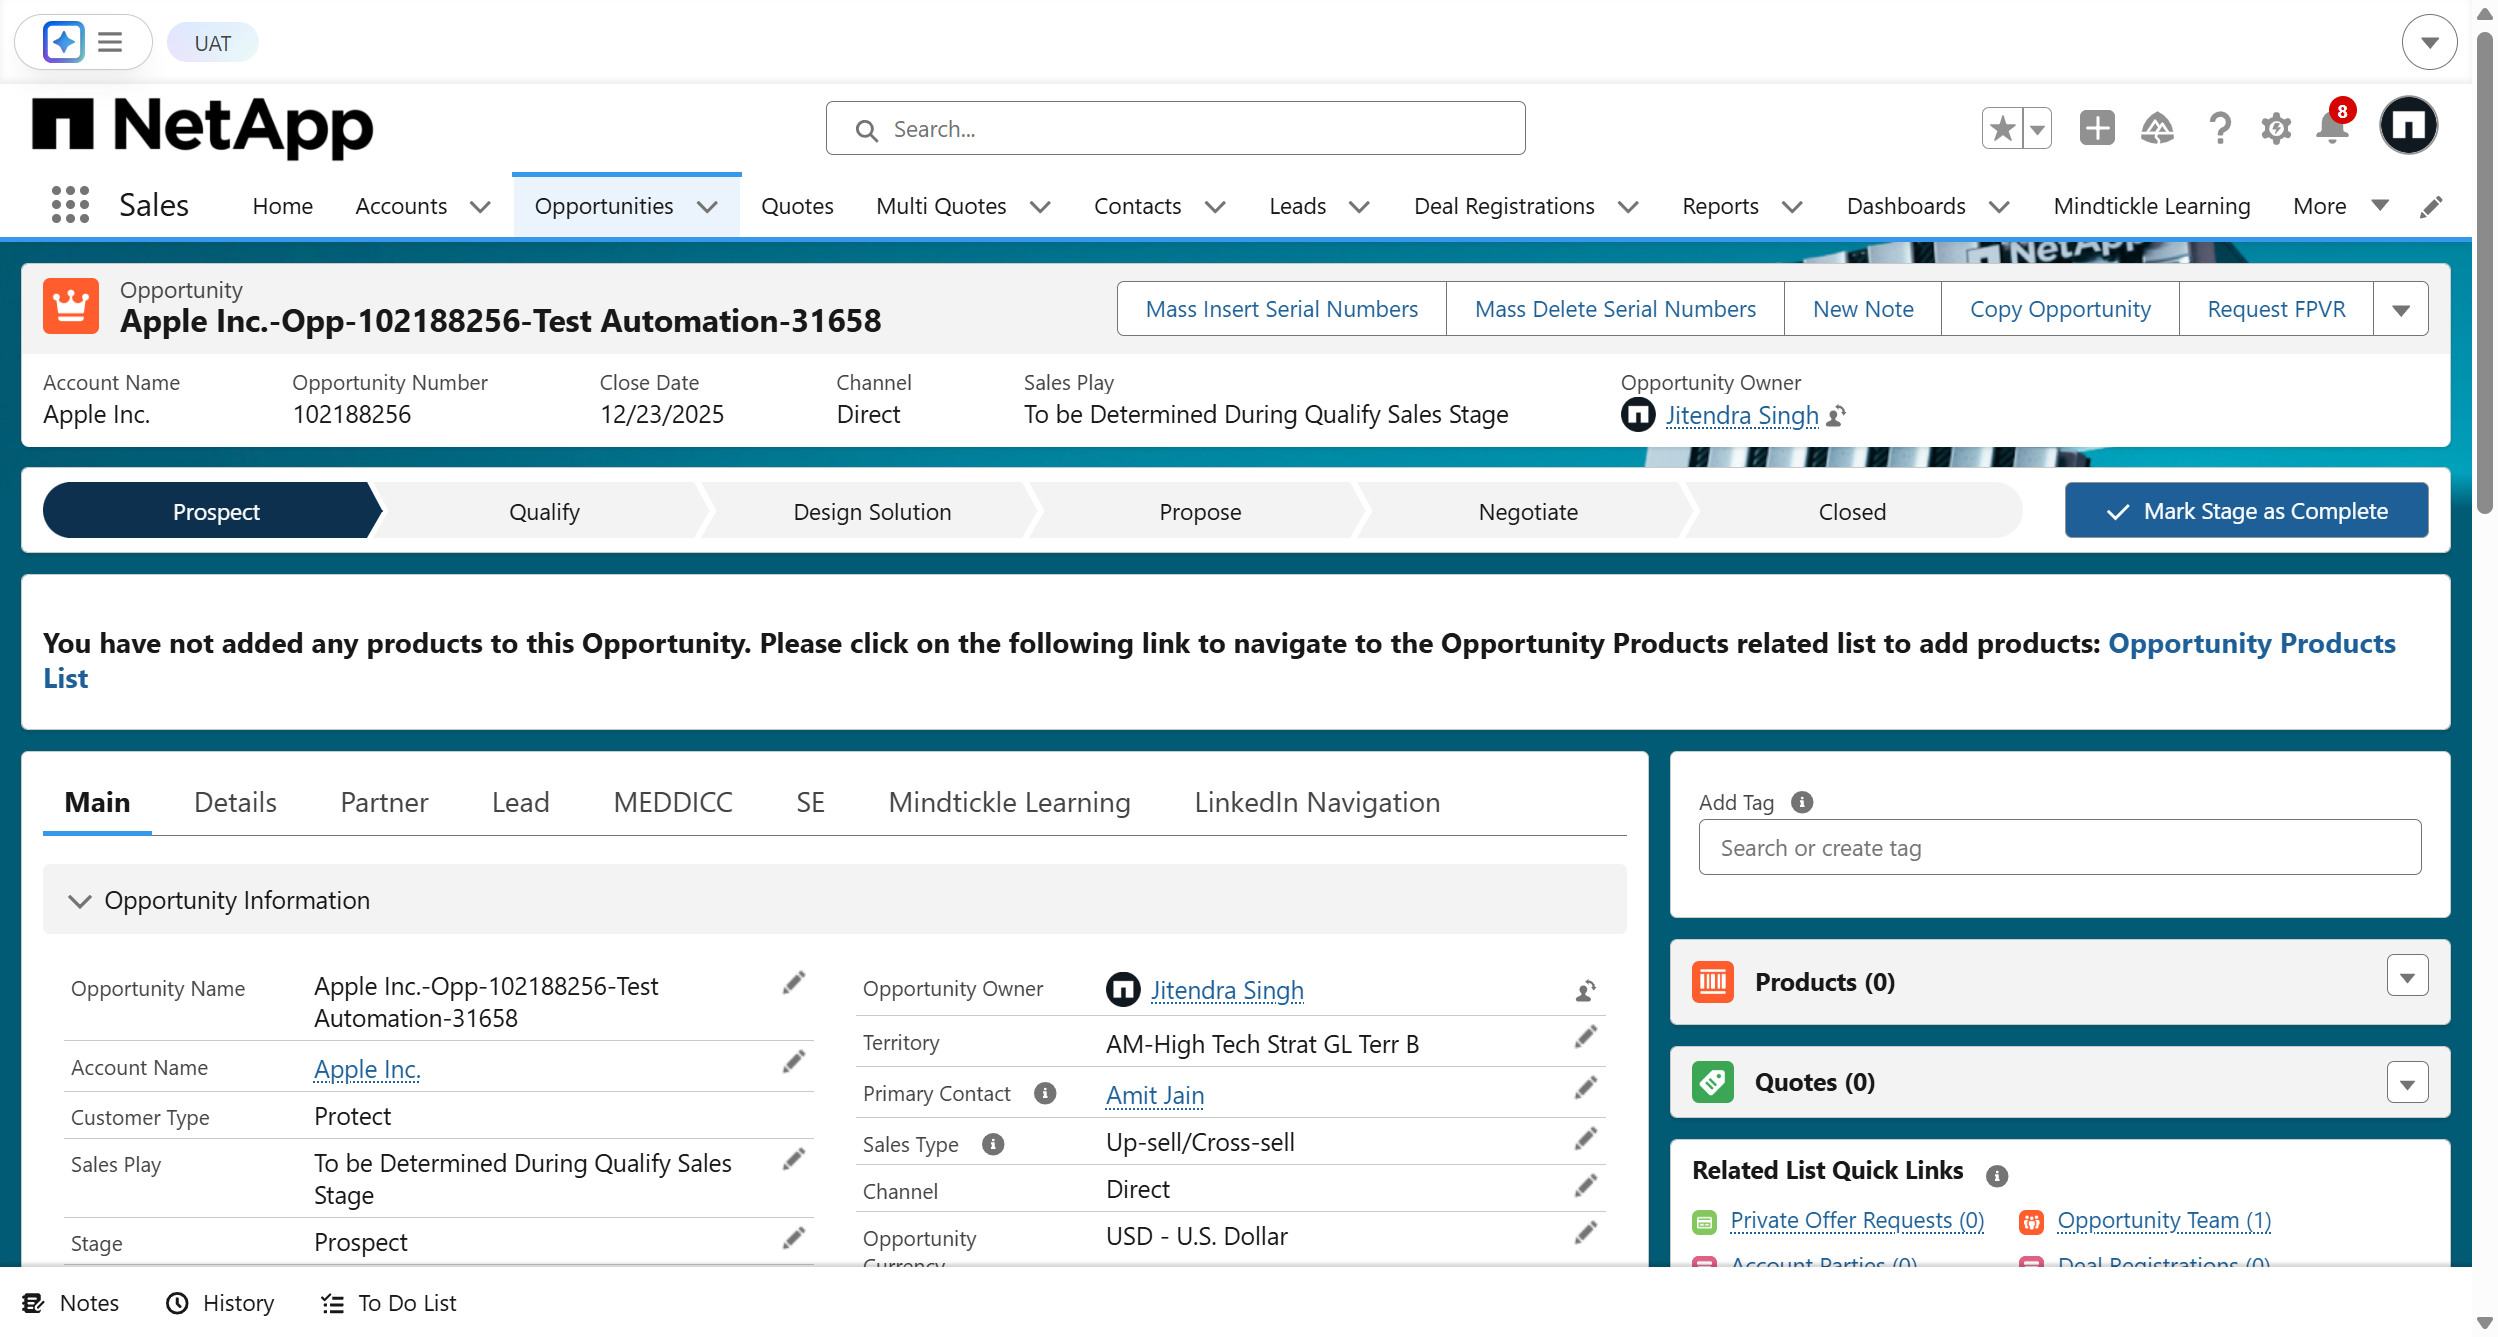 UAT
NetApp
Search...
8
Sales
Home
Accounts
Opportunities
Quotes
Multi Quotes
Contacts
Leads
Deal Registrations
Reports
Dashboards
Mindtickle Learning
More
NetApp
Opportunity
Apple Inc.-Opp-102188256-Test Automation-31658
Mass Insert Serial Numbers
Mass Delete Serial Numbers
New Note
Copy Opportunity
Request FPVR
Account Name
Apple Inc.
Opportunity Number
102188256
Close Date
12/23/2025
Channel
Direct
Sales Play
To be Determined During Qualify Sales Stage
Opportunity Owner
Jitendra Singh
Prospect
Qualify
Design Solution
Propose
Negotiate
Closed
Mark Stage as Complete
You have not added any products to this Opportunity. Please click on the following link to navigate to the Opportunity Products related list to add products: Opportunity Products
List
Main
Details
Partner
Lead
MEDDICC
SE
Mindtickle Learning
LinkedIn Navigation
Opportunity Information
Opportunity Name
Apple Inc.-Opp-102188256-Test
Automation-31658
Account Name
Apple Inc.
Customer Type
Protect
Sales Play
To be Determined During Qualify Sales
Stage
Stage
Prospect
Opportunity Owner
Jitendra Singh
Territory
AM-High Tech Strat GL Terr B
Primary Contact
Amit Jain
Sales Type
Up-sell/Cross-sell
Channel
Direct
Opportunity
Currency
USD - U.S. Dollar
Add Tag
Search or create tag
Products (0)
Quotes (0)
Related List Quick Links
Private Offer Requests (0)
Opportunity Team (1)
Account Parties (0)
Deal Registrations (0)
Notes
History
To Do List